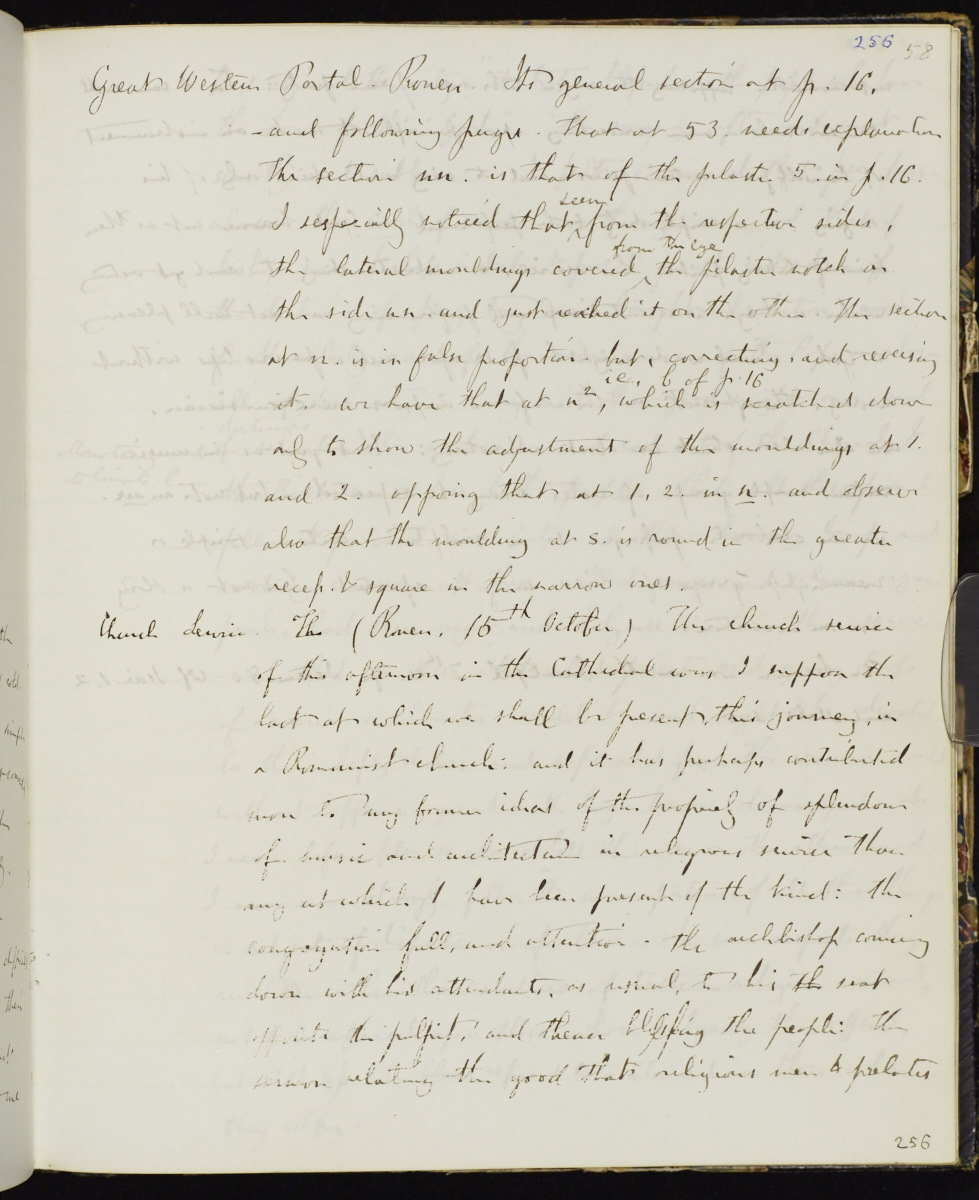 256 58
Great Western Portal. Rouen. Its general section at p. 16,
- and following pages. That at 53 needs explanation
The section nn. is that of the pilaster 5. in p. 16.
I especially noticed that seen from the respective sides,
the lateral mouldings covered from the eye the pilaster notch on
the side nn. and just reached it on the other. The section
at n. is in false proportion. but, correcting, and reversing
it. we have that at n², i.e. 6 of p. 16 which is scratched down
only to show the adjustment of the mouldings at 1.
and 2. opposing that at 1, 2. in n. and observe
also that the moulding at s. is round in the greater
recess. & square in the narrow ones.
Church Service. The (Rouen, 15th October) The church service
of this afternoon in the Cathedral was I suppose the
last at which we shall be present, this journey, in
a Romanist church: and it has perhaps contributed
more to my former ideas of the propriety of splendour
of music and architecture in religious service than
any at which I have been present of the kind: the
congregation full, and attentive - the archbishop coming
down with his attendants, as usual, to his the seat
opposite the pulpit, and thence blessing the people: the
sermon relating the good that religious men & prelates
256